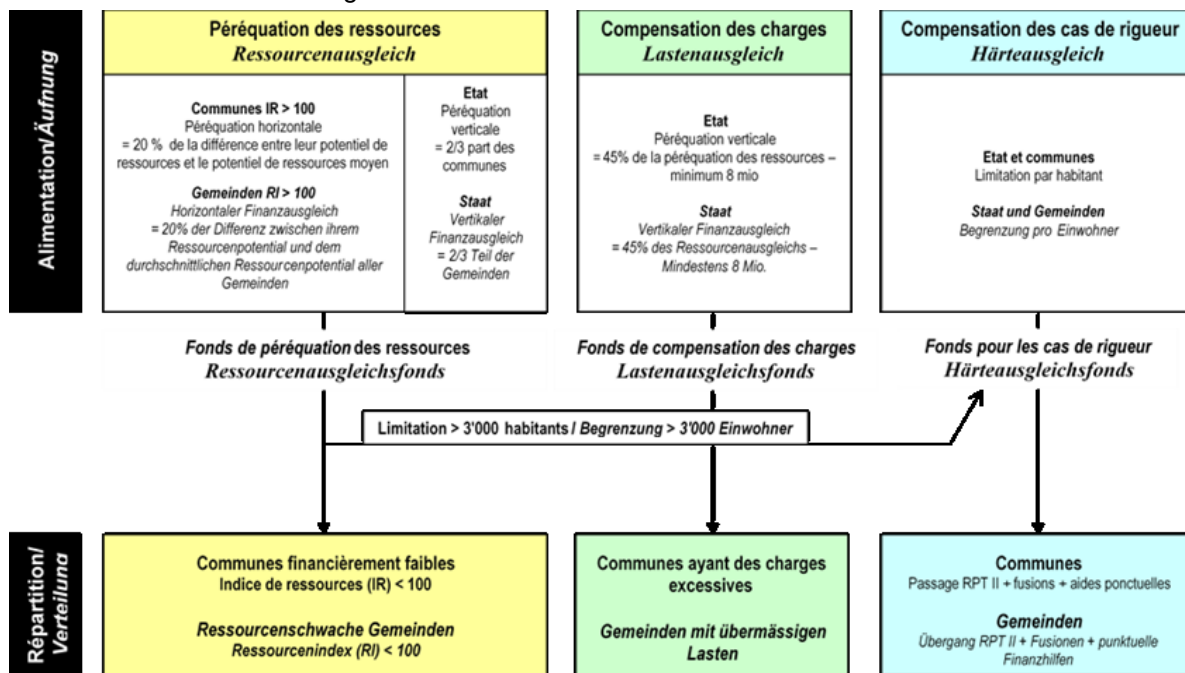 Alimentation/Äufnung
Péréquation des ressources
Ressourcenausgleich
Communes IR > 100
Péréquation horizontale
= 20 % de la différence entre leur potentiel de
ressources et le potentiel de ressources moyen
Gemeinden RI > 100
Horizontaler Finanzausgleich
= 20% der Differenz zwischen ihrem
Ressourcenpotential und dem
durchschnittlichen Ressourcenpotential aller
Gemeinden
Etat
Péréquation
verticale
= 2/3 part des
communes
Staat
Vertikaler
Finanzausgleich
= 2/3 Teil der
Gemeinden
Compensation des charges
Lastenausgleich
Etat
Péréquation verticale
= 45% de la péréquation des ressources –
minimum 8 mio
Staat
Vertikaler Finanzausgleich
= 45% des Ressourcenausgleichs –
Mindestens 8 Mio.
Compensation des cas de rigueur
Härteausgleich
Etat et communes
Limitation par habitant
Staat und Gemeinden
Begrenzung pro Einwohner
Fonds de péréquation des ressources
Ressourcenausgleichsfonds
Fonds de compensation des charges
Lastenausgleichsfonds
Fonds pour les cas de rigueur
Härteausgleichsfonds
Limitation > 3'000 habitants / Begrenzung > 3'000 Einwohner
Répartition/
Verteilung
Communes financièrement faibles
Indice de ressources (IR) < 100
Ressourcenschwache Gemeinden
Ressourcenindex (RI) < 100
Communes ayant des charges
excessives
Gemeinden mit übermässigen
Lasten
Communes
Passage RPT II + fusions + aides ponctuelles
Gemeinden
Übergang RPT II + Fusionen + punktuelle
Finanzhilfen